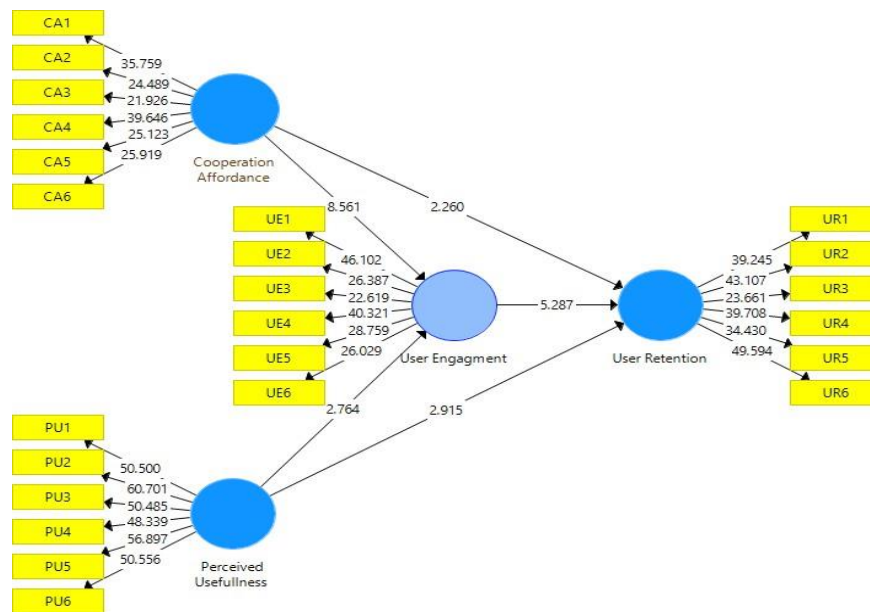 CA1
CA2
CA3
CA4
CA5
CA6
35.759
24.489
21.926
39.646
25.123
25.919
Cooperation
Affordance
8.561
2.260
UE1
UE2
UE3
UE4
UE5
UE6
46.102
26.387
22.619
40.321
28.759
26.029
User Engagment
5.287
User Retention
UR1
UR2
UR3
UR4
UR5
UR6
39.245
43.107
23.661
39.708
34.430
49.594
2.764
2.915
PU1
PU2
PU3
PU4
PU5
PU6
50.500
60.701
50.485
48.339
56.897
50.556
Perceived
Usefullness